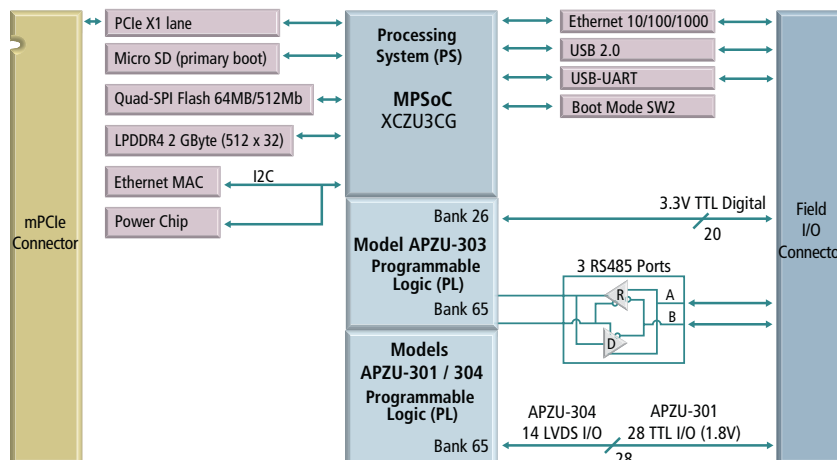 PCIe X1 lane
Micro SD (primary boot)
Quad-SPI Flash 64MB/512Mb
LPDDR4 2 GByte (512 x 32)
Ethernet MAC
I2C
Power Chip
mPCIe
Connector
Processing
System (PS)
MPSoC
XCZU3CG
Ethernet 10/100/1000
USB 2.0
USB-UART
Boot Mode SW2
Bank 26
Model APZU-303
Programmable
Logic (PL)
Bank 65
3.3V TTL Digital
20
3 RS485 Ports
R
A
B
D
Field
I/O
Connecto
Models
APZU-301 / 304
Programmable
Logic (PL)
Bank 65
APZU-304
14 LVDS I/O
APZU-301
28 TTL I/O (1.8V)
28